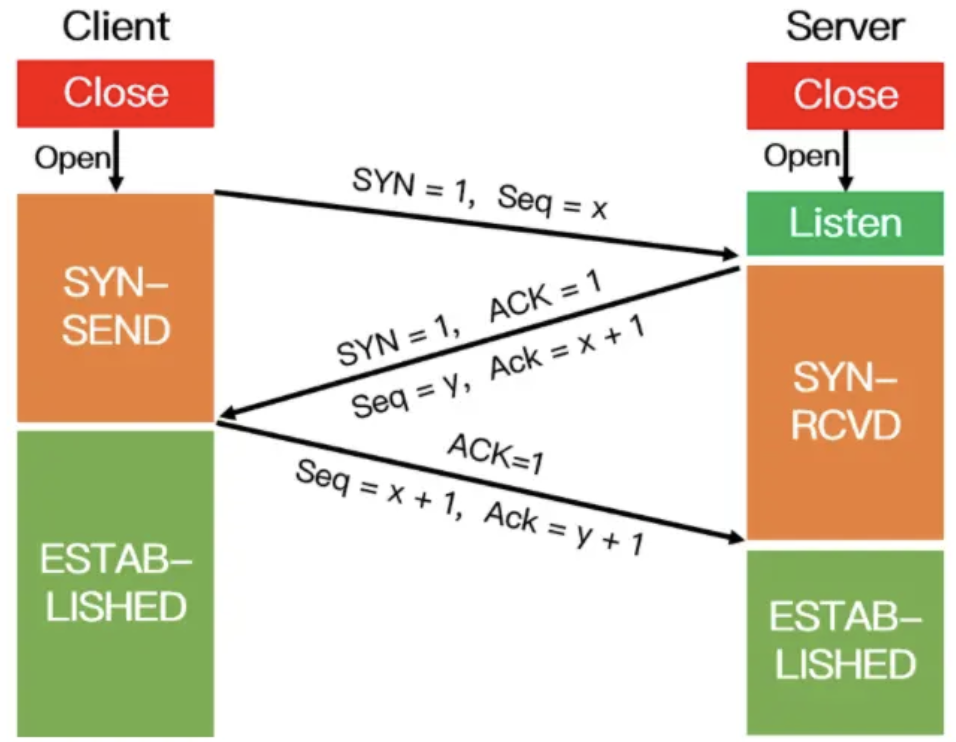 Client
Server
Close
Close
Open
Open
SYN = 1, Seq = x
Listen
SYN–
SEND
SYN = 1, ACK = 1
Seq = y, Ack = x + 1
SYN–
RCVD
ACK=1
Seq = x + 1, Ack = y + 1
ESTAB–
LISHED
ESTAB–
LISHED